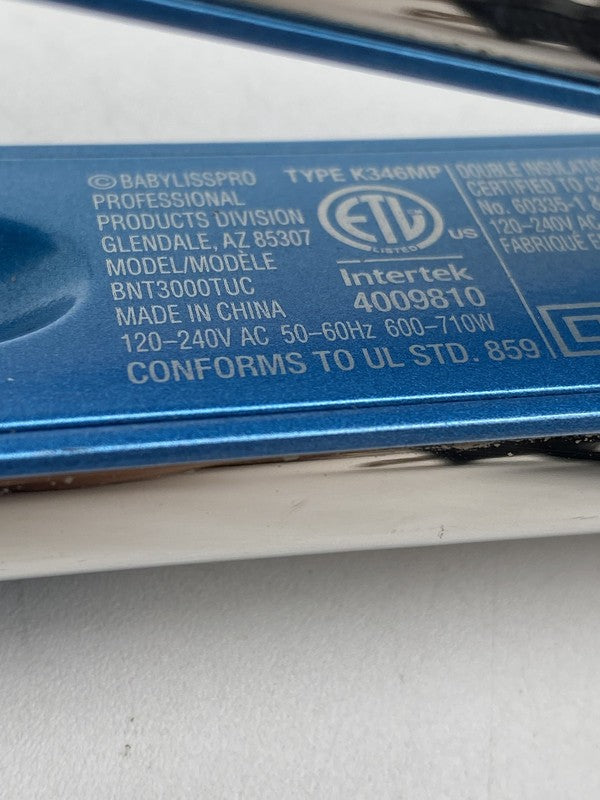 ©BABYLISSPRO
PROFESSIONAL
PRODUCTS DIVISION
GLENDALE, AZ 85307
MODEL/MODÈLE
BNT3000TUC
MADE IN CHINA
120–240V AC 50–60Hz 600–710W
CONFORMS TO UL STD. 859
TYPE K346MP
ETL
LISTED
US
Intertek
4009810
DOUBLE
CERTIFIED TO
No. 60335-1 &
120-240V AC
FABRIQUÉ